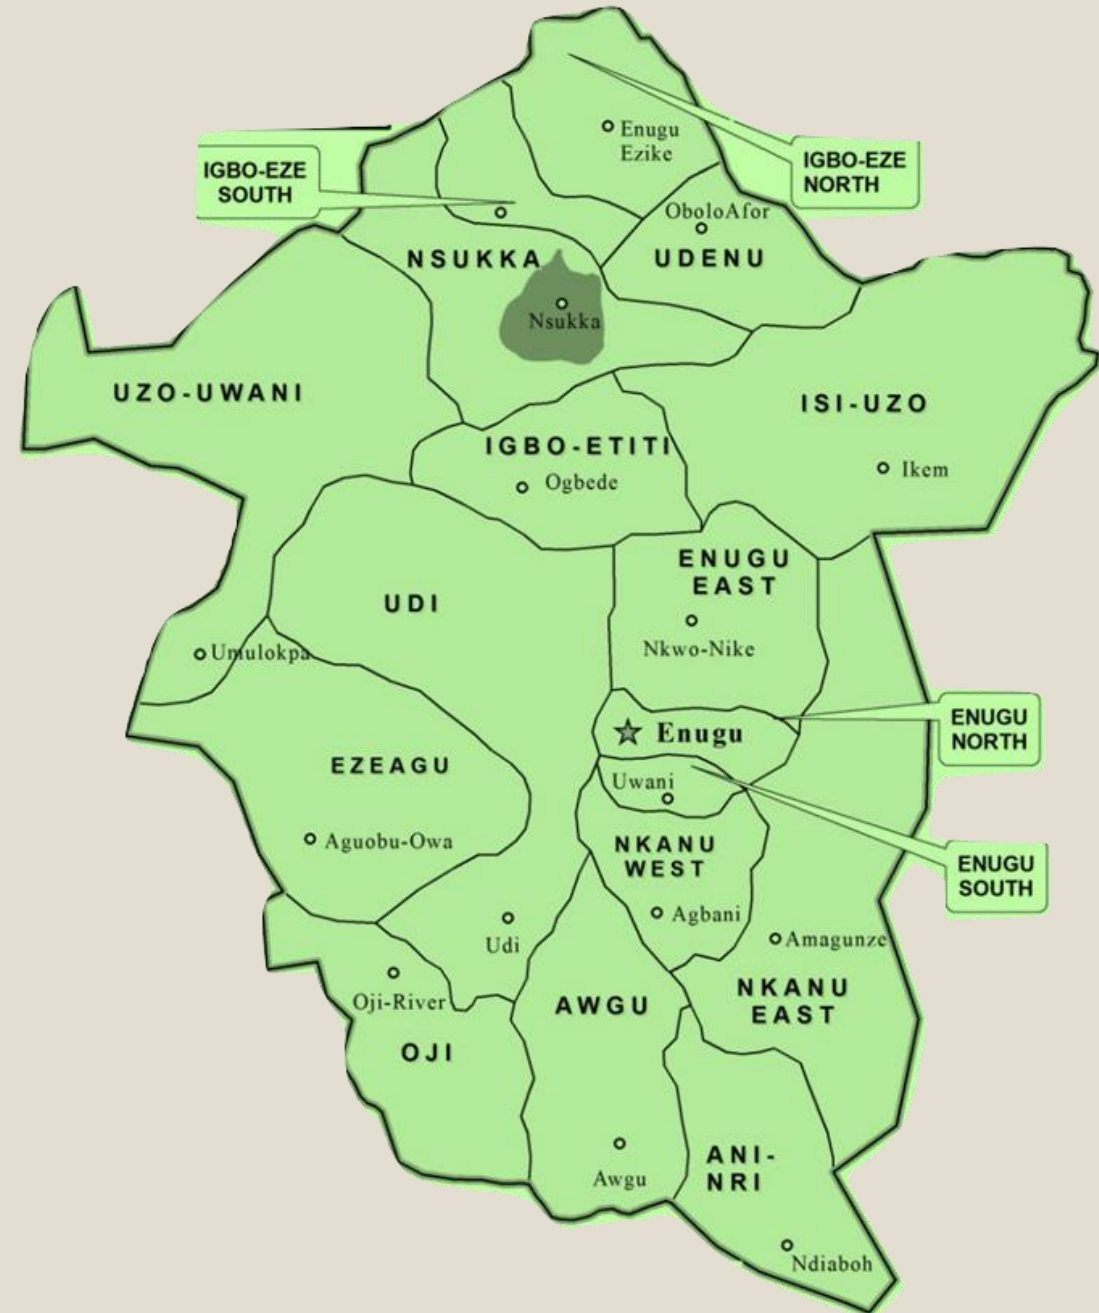 Enugu
Ezike
IGBO-EZE
NORTH
IGBO-EZE
SOUTH
OboloAfor
NSUKKA
UDENU
Nsukka
UZO-UWANI
ISI-UZO
IGBO-ETITI
Ikem
Ogbede
ENUGU
EAST
UDI
Nkwo-Nike
Umulokpa
ENUGU
NORTH
Enugu
EZEAGU
Uwani
Aguobu-Owa
NKANU
WEST
ENUGU
SOUTH
Agbani
Udi
Amagunze
Oji-River
AWGU
NKANU
EAST
OJI
ANI-
NRI
Awgu
Ndiaboh